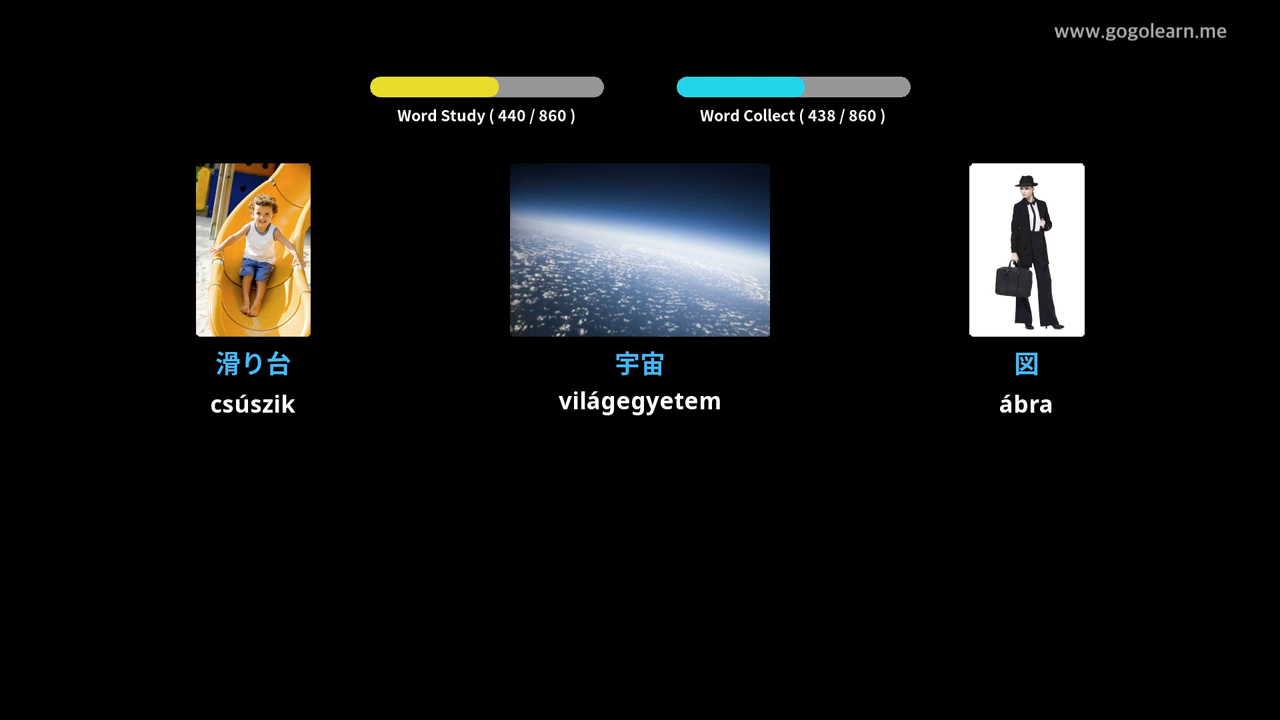 www.gogolearn.me
Word Study ( 440 / 860 )
Word Collect ( 438 / 860 )
滑り台
csúszik
宇宙
világegyetem
図
ábra